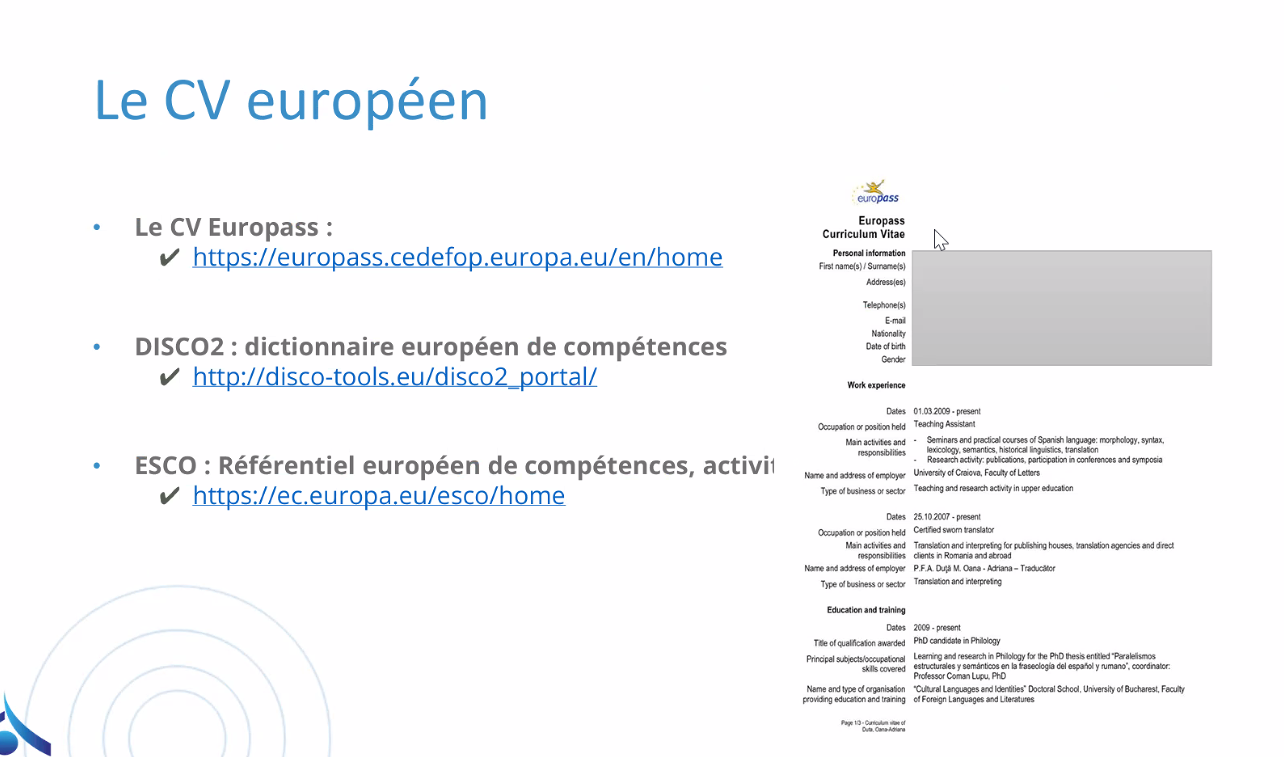 Le CV européen
• Le CV Europass :
✔ https://europass.cedefop.europa.eu/en/home
• DISCO2 : dictionnaire européen de compétences
✔ http://disco-tools.eu/disco2_portal/
• ESCO : Référentiel européen de compétences, activit
✔ https://ec.europa.eu/esco/home
europass
Europass
Curriculum Vitae
Personal information
First name(s) / Surname(s)
Address(es)
Telephone(s)
E-mail
Nationality
Date of birth
Gender
Work experience
Dates 01.03.2009 - present
Occupation or position held Teaching Assistant
Main activities and responsibilities - Seminars and practical courses of Spanish language: morphology, syntax,
lexicology, semantics, historical linguistics, translation
- Research activity: publications, participation in conferences and symposia
Name and address of employer University of Craiova, Faculty of Letters
Type of business or sector Teaching and research activity in upper education
Dates 25.10.2007 - present
Occupation or position held Certified sworn translator
Main activities and Translation and interpreting for publishing houses, translation agencies and direct
responsibilities clients in Romania and abroad
Name and address of employer P.F.A. Duţă M. Oana - Adriana – Traducător
Type of business or sector Translation and interpreting
Education and training
Dates 2009 - present
Title of qualification awarded PhD candidate in Philology
Principal subjects/occupational Learning and research in Philology for the PhD thesis entitled “Paralelismos
skills covered estructurales y semánticos en la fraseología del español y rumano”, coordinator:
Professor Coman Lupu, PhD
Name and type of organisation “Cultural Languages and Identities” Doctoral School, University of Bucharest, Faculty
providing education and training of Foreign Languages and Literatures
Page 1/3 - Curriculum vitae of
Duta, Oana-Adriana